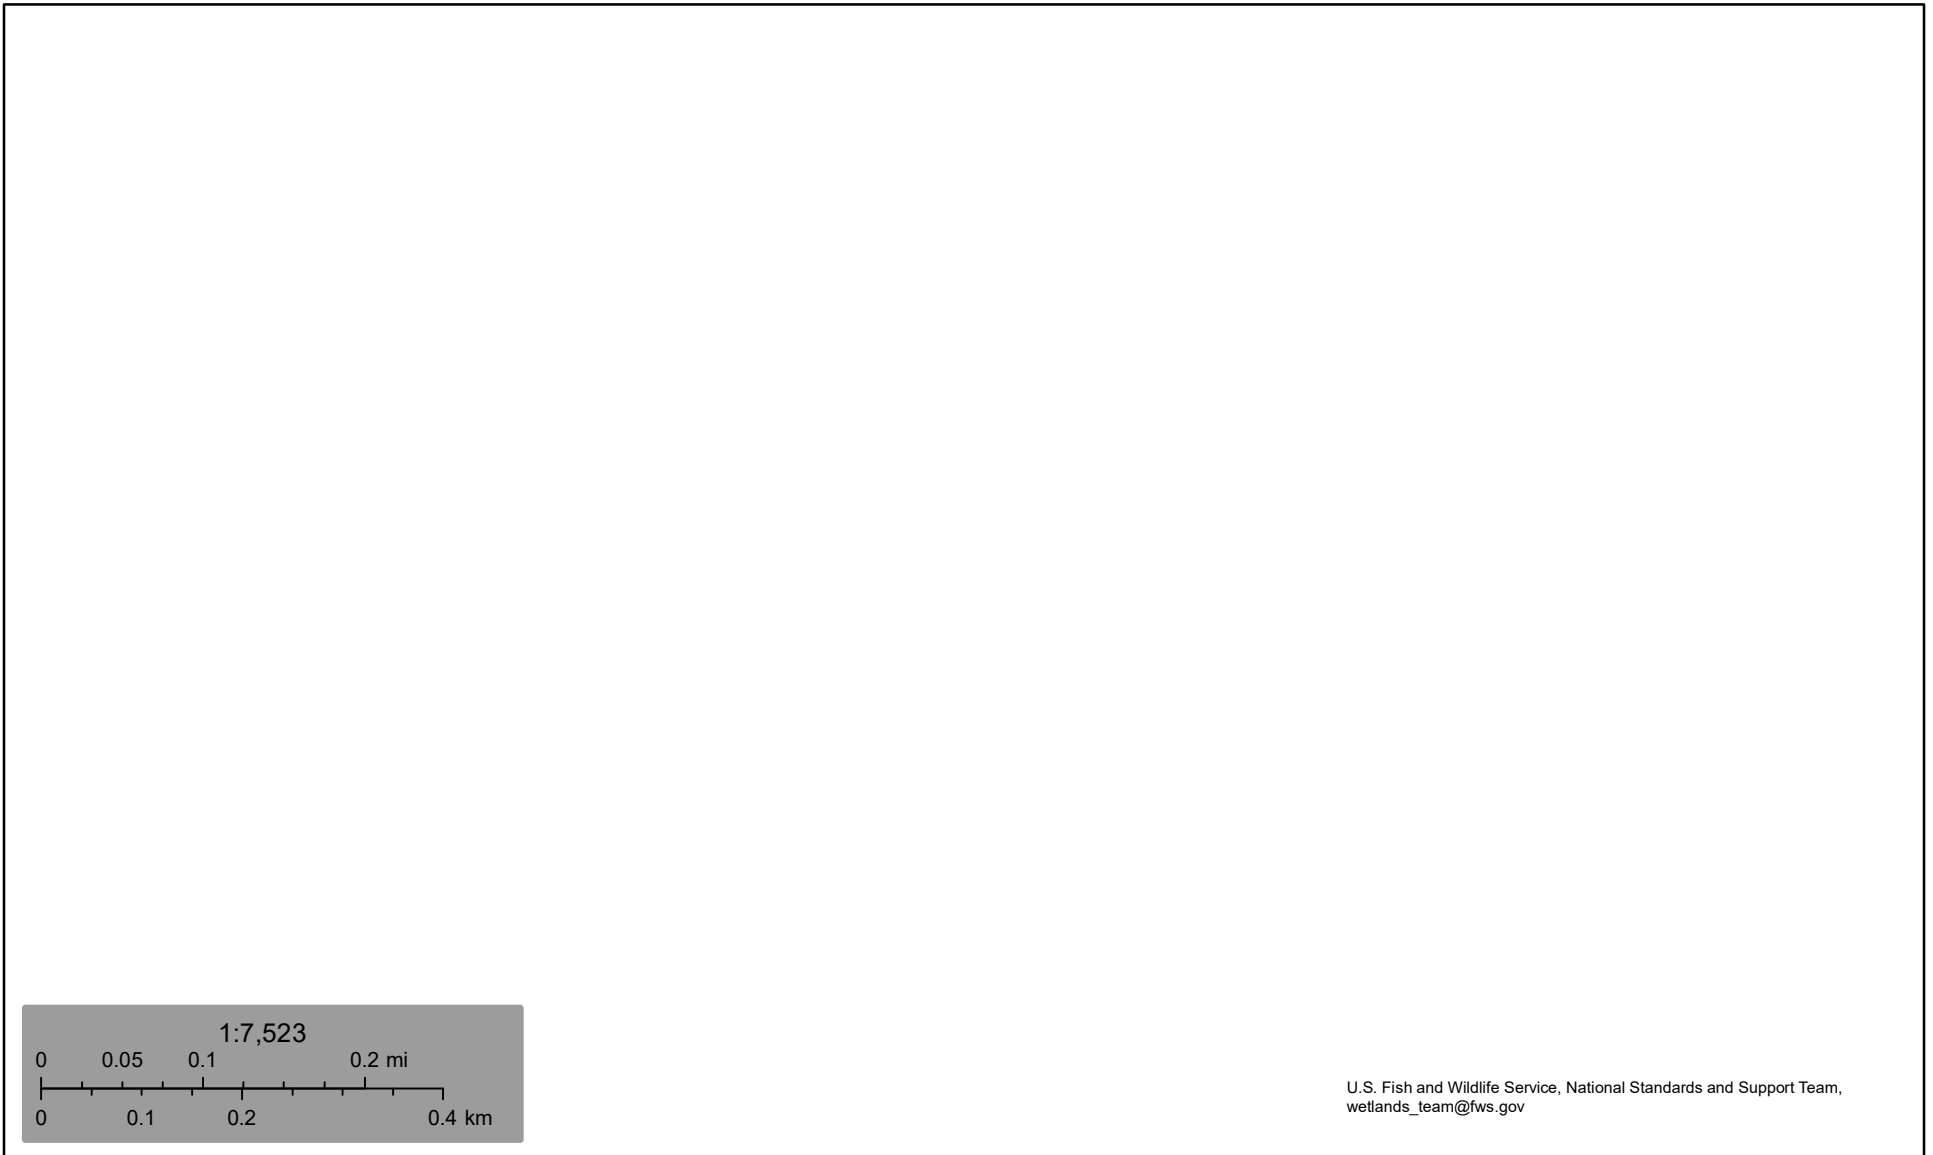 1:7,523
0 0.05 0.1 0.2 mi
0 0.1 0.2 0.4 km
U.S. Fish and Wildlife Service, National Standards and Support Team,
wetlands_team@fws.gov